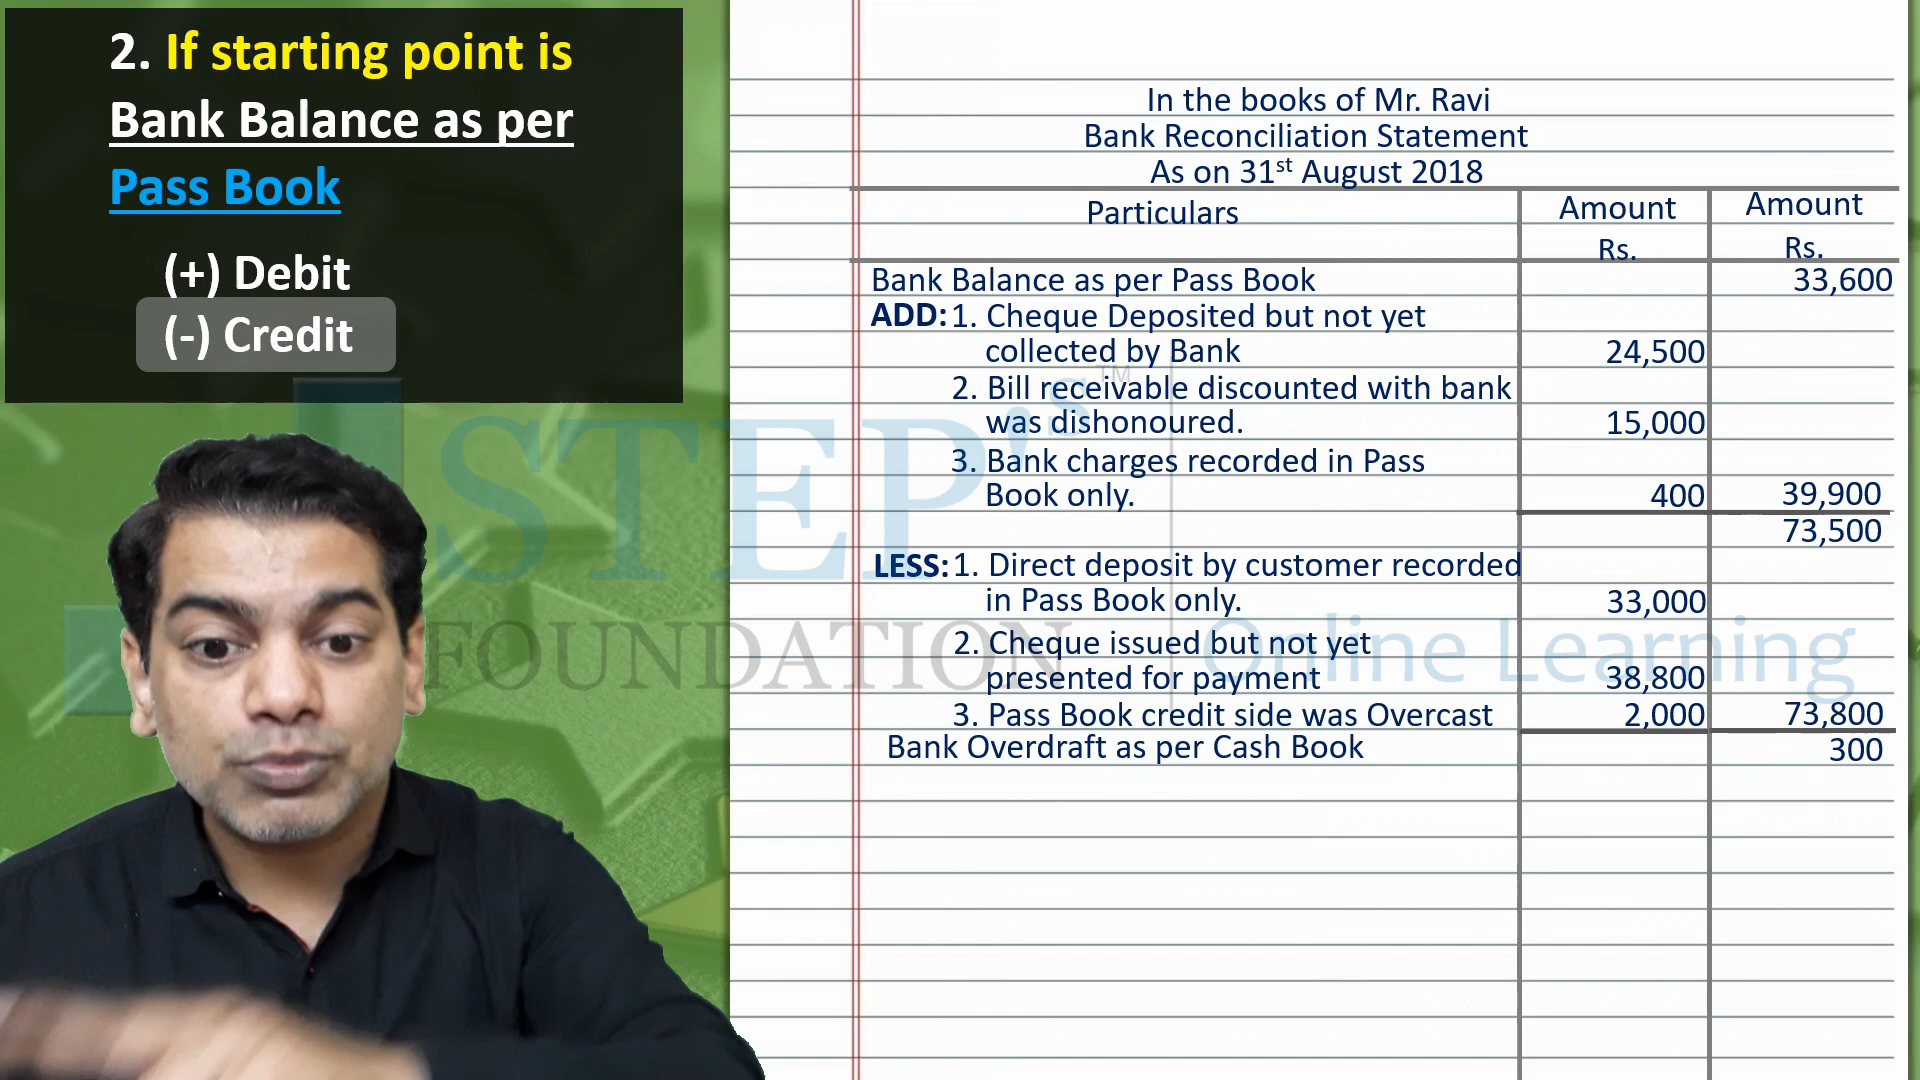 2. If starting point is
Bank Balance as per
Pass Book
(+) Debit
(-) Credit
STEP's ™
FOUNDATION
Online Learning
In the books of Mr. Ravi
Bank Reconciliation Statement
As on 31st August 2018
Particulars Amount Rs. Amount Rs.
Bank Balance as per Pass Book 33,600
ADD: 1. Cheque Deposited but not yet
collected by Bank 24,500
2. Bill receivable discounted with bank
was dishonoured. 15,000
3. Bank charges recorded in Pass
Book only. 400 39,900
73,500
LESS: 1. Direct deposit by customer recorded
in Pass Book only. 33,000
2. Cheque issued but not yet
presented for payment 38,800
3. Pass Book credit side was Overcast 2,000 73,800
Bank Overdraft as per Cash Book 300